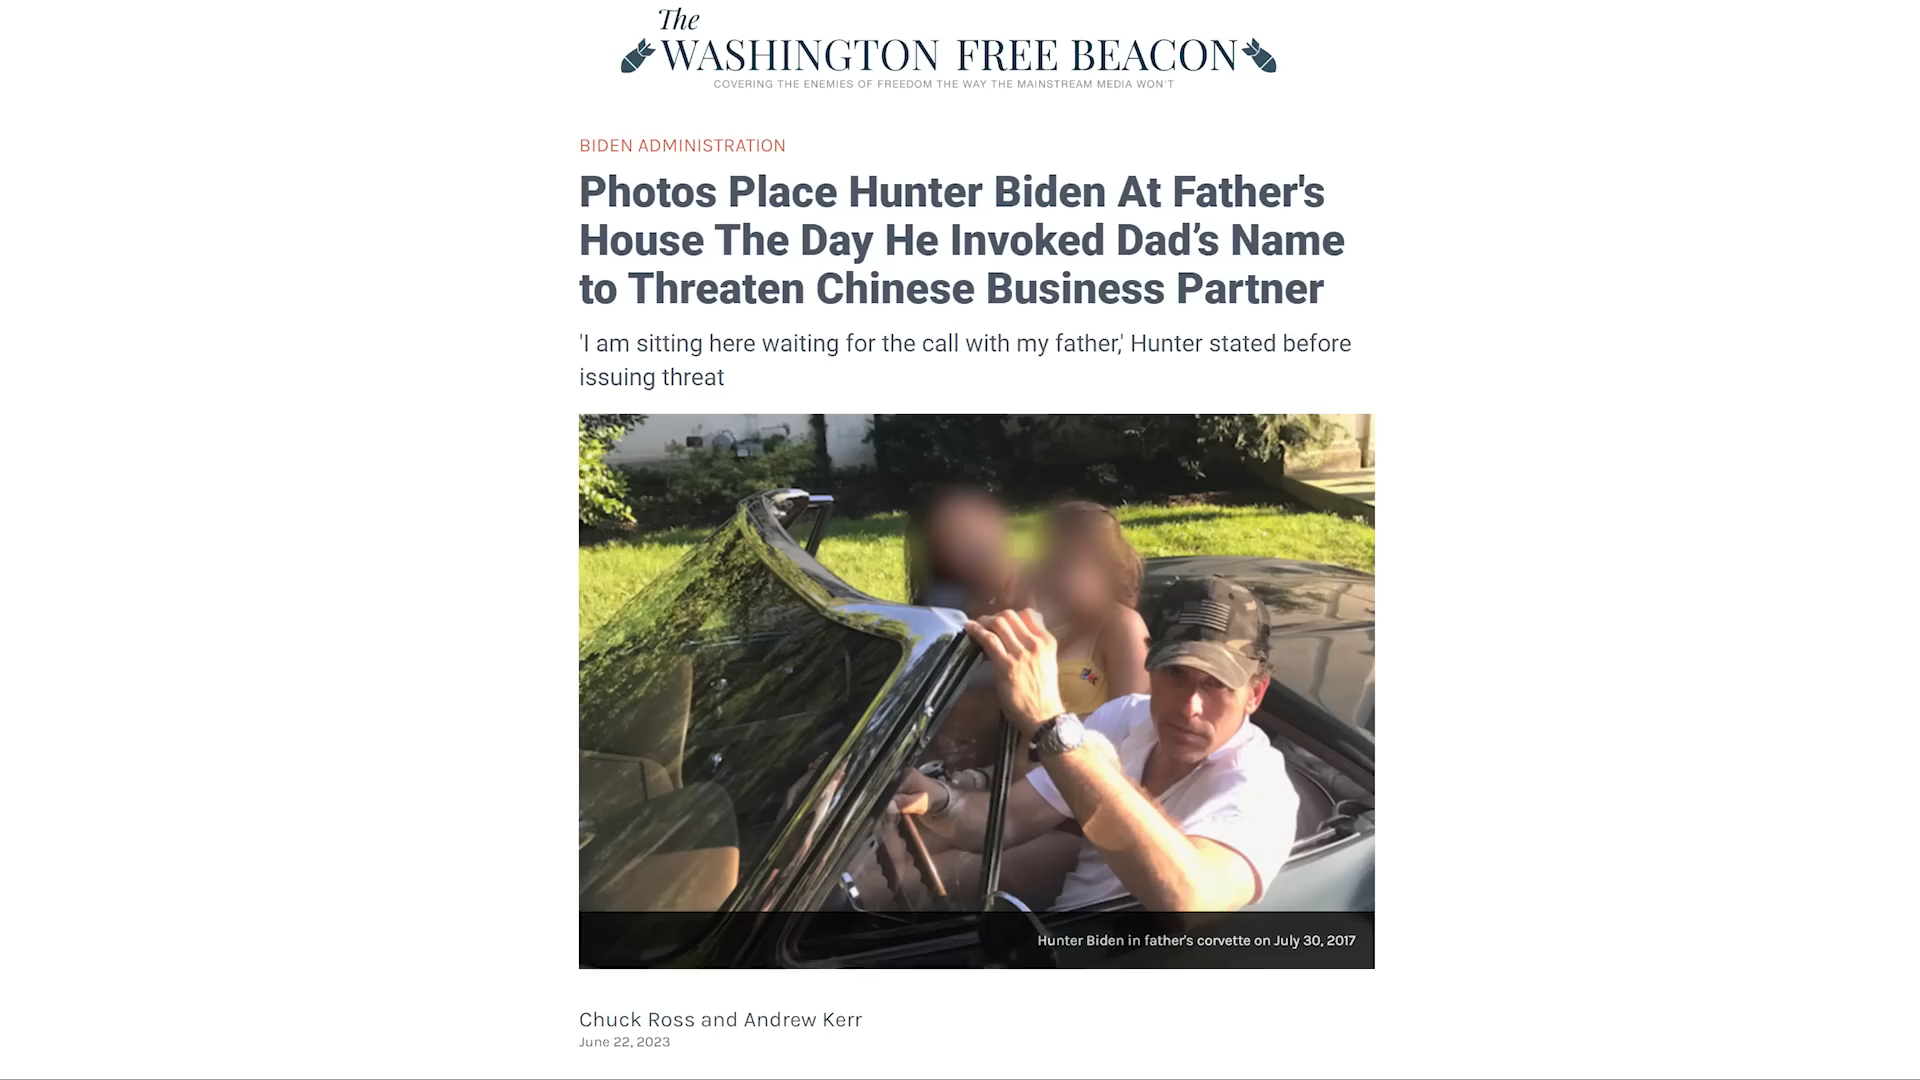 The
WASHINGTON FREE BEACON
COVERING THE ENEMIES OF FREEDOM THE WAY THE MAINSTREAM MEDIA WON'T
BIDEN ADMINISTRATION
Photos Place Hunter Biden At Father's
House The Day He Invoked Dad’s Name
to Threaten Chinese Business Partner
'I am sitting here waiting for the call with my father,' Hunter stated before
issuing threat
Hunter Biden in father's corvette on July 30, 2017
Chuck Ross and Andrew Kerr
June 22, 2023